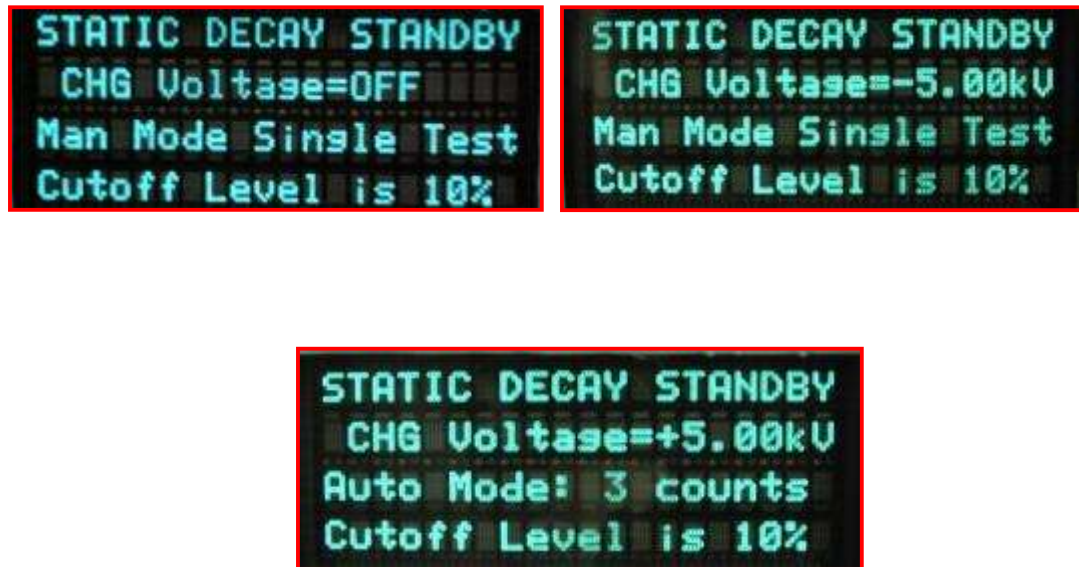 STATIC DECAY STANDBY
CHG Voltage=OFF
Man Mode Single Test
Cutoff Level is 10%
STATIC DECAY STANDBY
CHG Voltage=-5.00kV
Man Mode Single Test
Cutoff Level is 10%
STATIC DECAY STANDBY
CHG Voltage=+5.00kV
Auto Mode: 3 counts
Cutoff Level is 10%